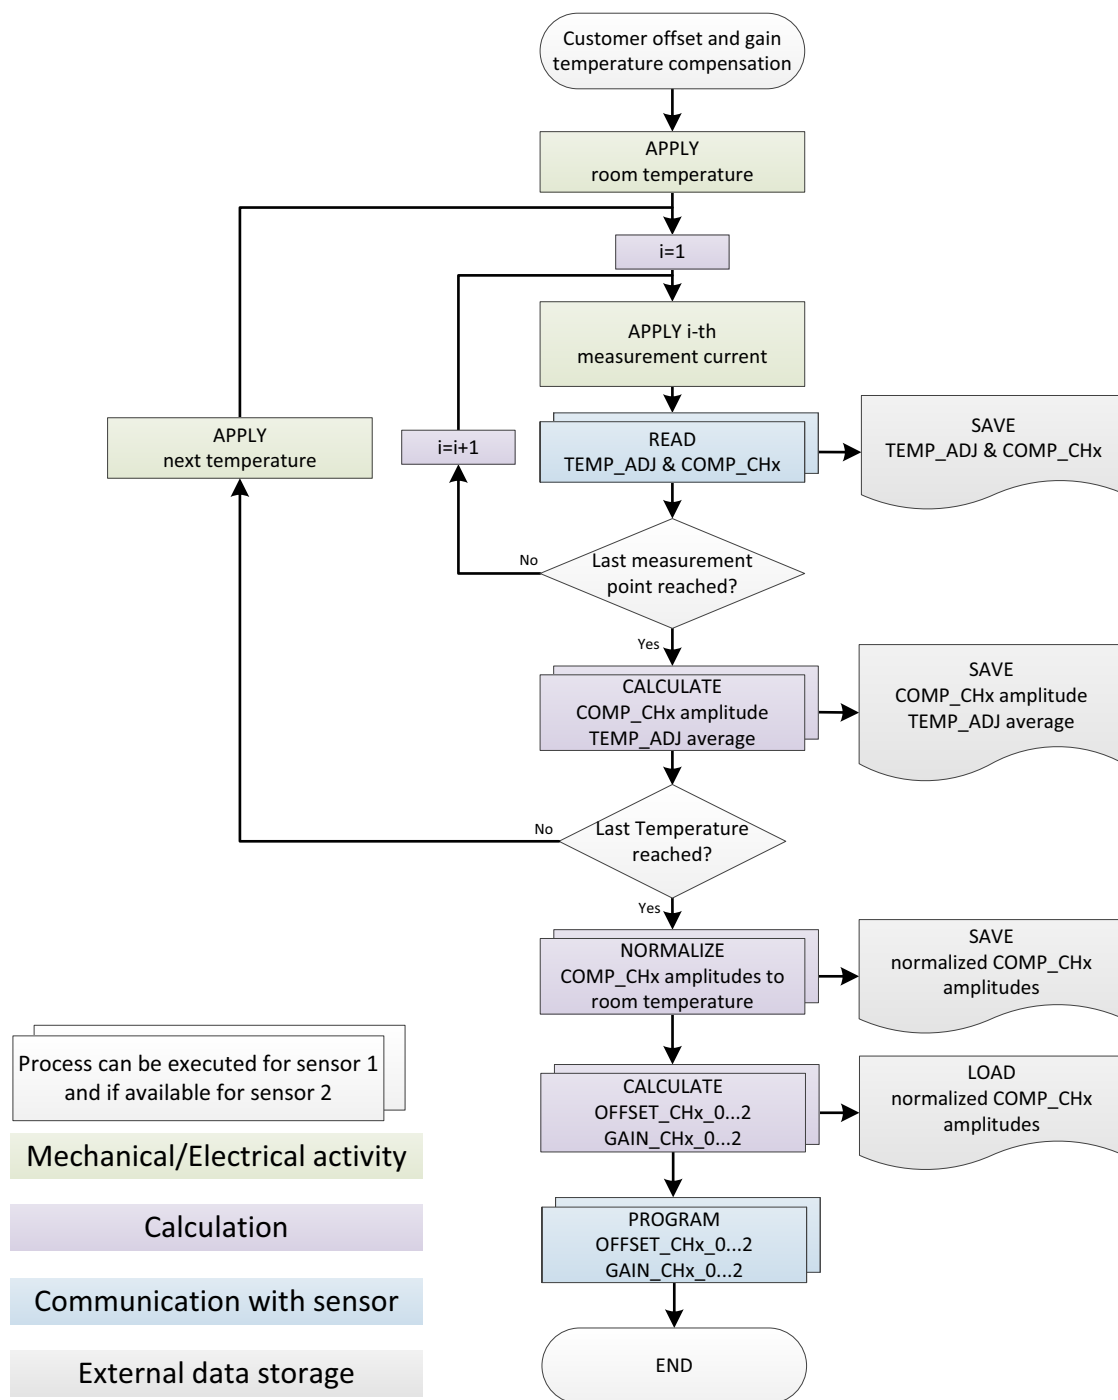 Customer offset and gain
temperature compensation
APPLY
room temperature
i=1
APPLY i-th
measurement current
APPLY
next temperature
i=i+1
READ
TEMP_ADJ & COMP_CHx
SAVE
TEMP_ADJ & COMP_CHx
No
Last measurement
point reached?
Yes
CALCULATE
COMP_CHx amplitude
TEMP_ADJ average
SAVE
COMP_CHx amplitude
TEMP_ADJ average
No
Last Temperature
reached?
Yes
NORMALIZE
COMP_CHx amplitudes to
room temperature
SAVE
normalized COMP_CHx
amplitudes
Process can be executed for sensor 1
and if available for sensor 2
CALCULATE
OFFSET_CHx_0...2
GAIN_CHx_0...2
LOAD
normalized COMP_CHx
amplitudes
Mechanical/Electrical activity
Calculation
PROGRAM
OFFSET_CHx_0...2
GAIN_CHx_0...2
Communication with sensor
END
External data storage